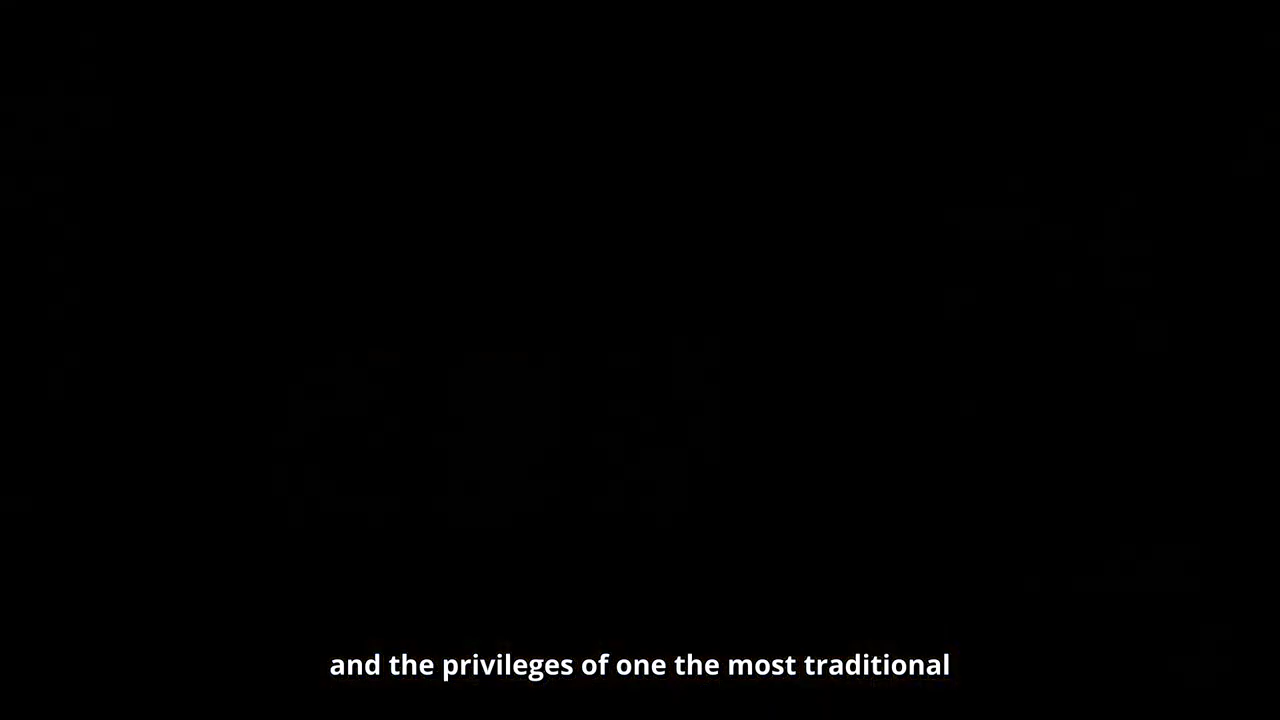 and the privileges of one the most traditional